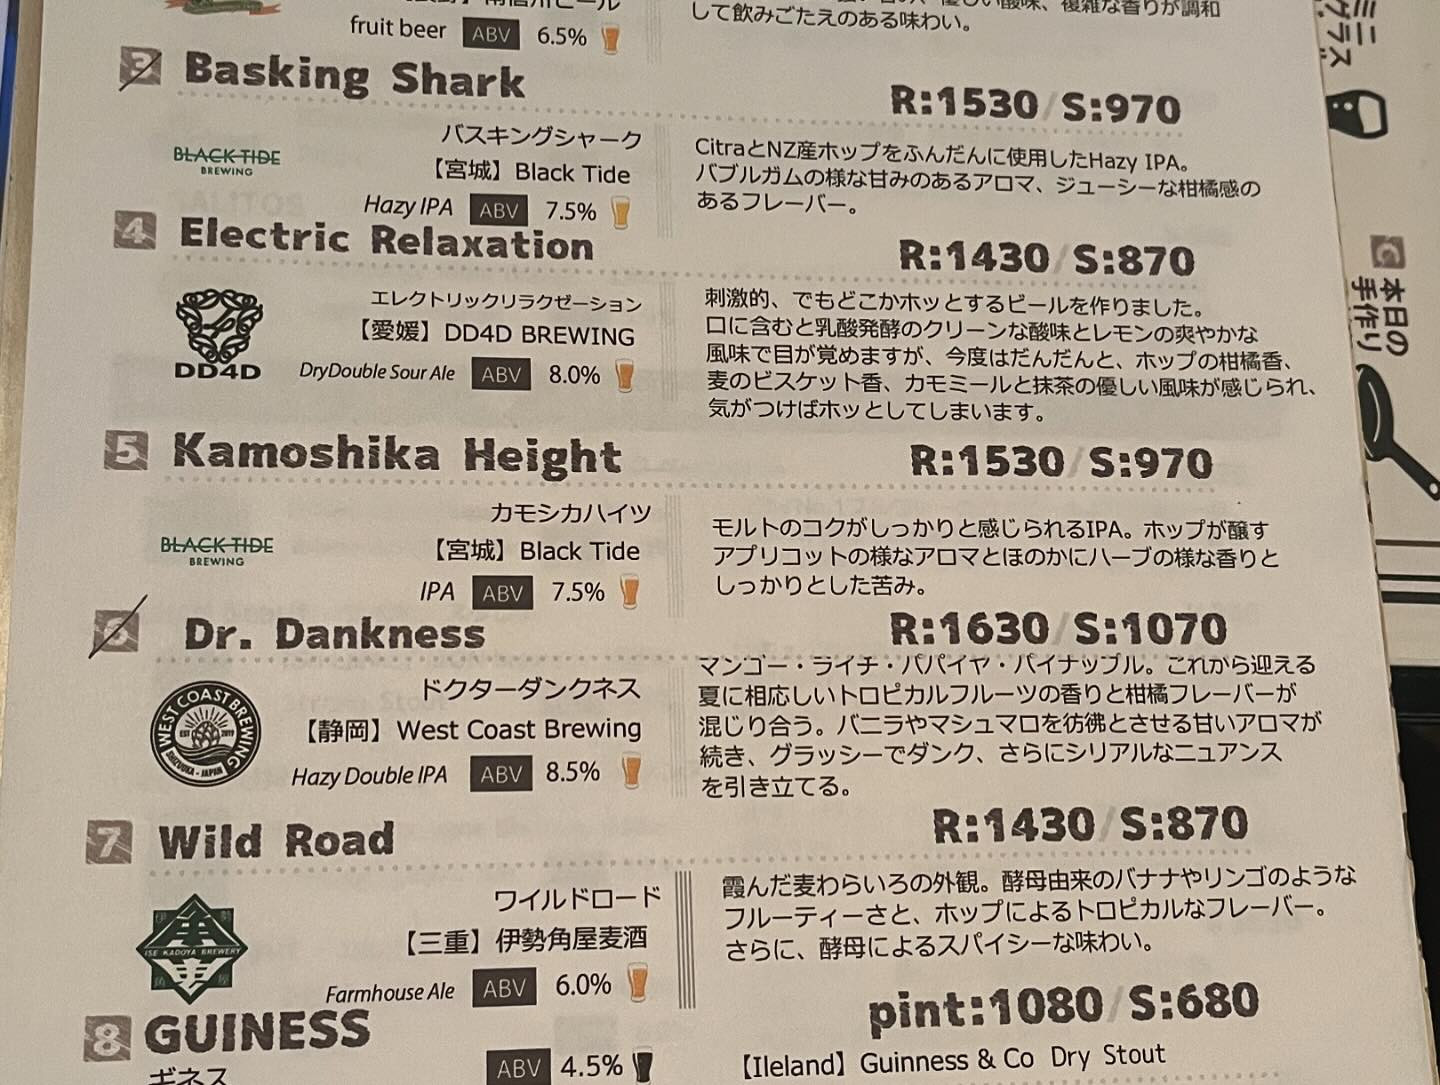 fruit beer ABV 6.5%
して飲みごたえのある味わい。
3 Basking Shark
R:1530/S:970
BLACK TIDE
BREWING
バスキングシャーク
【宮城】Black Tide
Hazy IPA ABV 7.5%
CitraとNZ産ホップをふんだんに使用したHazy IPA。
バブルガムの様な甘みのあるアロマ、ジューシーな柑橘感の
あるフレーバー。
4 Electric Relaxation
R:1430/S:870
DD4D
エレクトリックリラクゼーション
【愛媛】DD4D BREWING
DryDouble Sour Ale ABV 8.0%
刺激的、でもどこかホッとするビールを作りました。
口に含むと乳酸発酵のクリーンな酸味とレモンの爽やかな
風味で目が覚めますが、今度はだんだんと、ホップの柑橘香、
麦のビスケット香、カモミールと抹茶の優しい風味が感じられ、
気がつけばホッとしてしまいます。
5 Kamoshika Height
R:1530/S:970
BLACK TIDE
BREWING
カモシカハイツ
【宮城】Black Tide
IPA ABV 7.5%
モルトのコクがしっかりと感じられるIPA。ホップが醸す
アプリコットの様なアロマとほのかにハーブの様な香りと
しっかりとした苦み。
6 Dr. Dankness
R:1630/S:1070
WEST COAST BREWING
SHIZUOKA - JAPAN
ドクターダンクネス
【静岡】West Coast Brewing
Hazy Double IPA ABV 8.5%
マンゴー・ライチ・パパイヤ・パイナップル。これから迎える
夏に相応しいトロピカルフルーツの香りと柑橘フレーバーが
混じり合う。バニラやマシュマロを彷彿とさせる甘いアロマが
続き、グラッシーでダンク、さらにシリアルなニュアンス
を引き立てる。
7 Wild Road
R:1430/S:870
ISE KADOYA BREWERY
ワイルドロード
【三重】伊勢角屋麦酒
Farmhouse Ale ABV 6.0%
霞んだ麦わらいろの外観。酵母由来のバナナやリンゴのような
フルーティーさと、ホップによるトロピカルなフレーバー。
さらに、酵母によるスパイシーな味わい。
8 GUINESS
pint:1080/S:680
ギネス
ABV 4.5%
【Ileland】Guinness & Co Dry Stout
ミニ
グラス
本日の
手作り